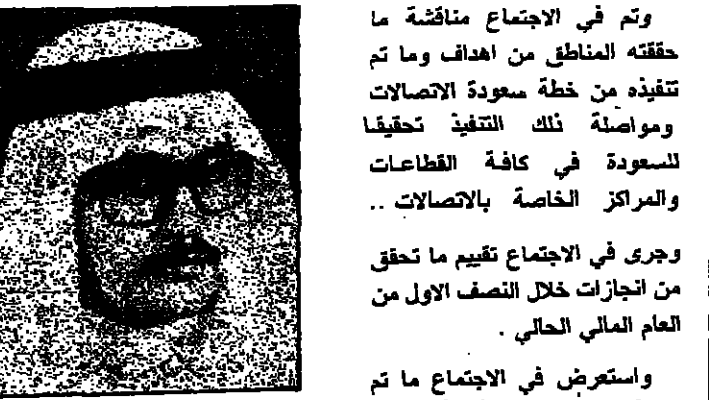 وتم في الاجتماع مناقشة ما
حققته المناطق من اهداف وما تم
تنفيذه من خطة سعودة الاتصالات
ومواصلة ذلك التنفيذ تحقيقا
للسعودة في كافة القطاعات
والمراكز الخاصة بالاتصالات ..
وجرى في الاجتماع تقييم ما تحقق
من انجازات خلال النصف الاول من
العام المالي الحالي .
واستعرض في الاجتماع ما تم